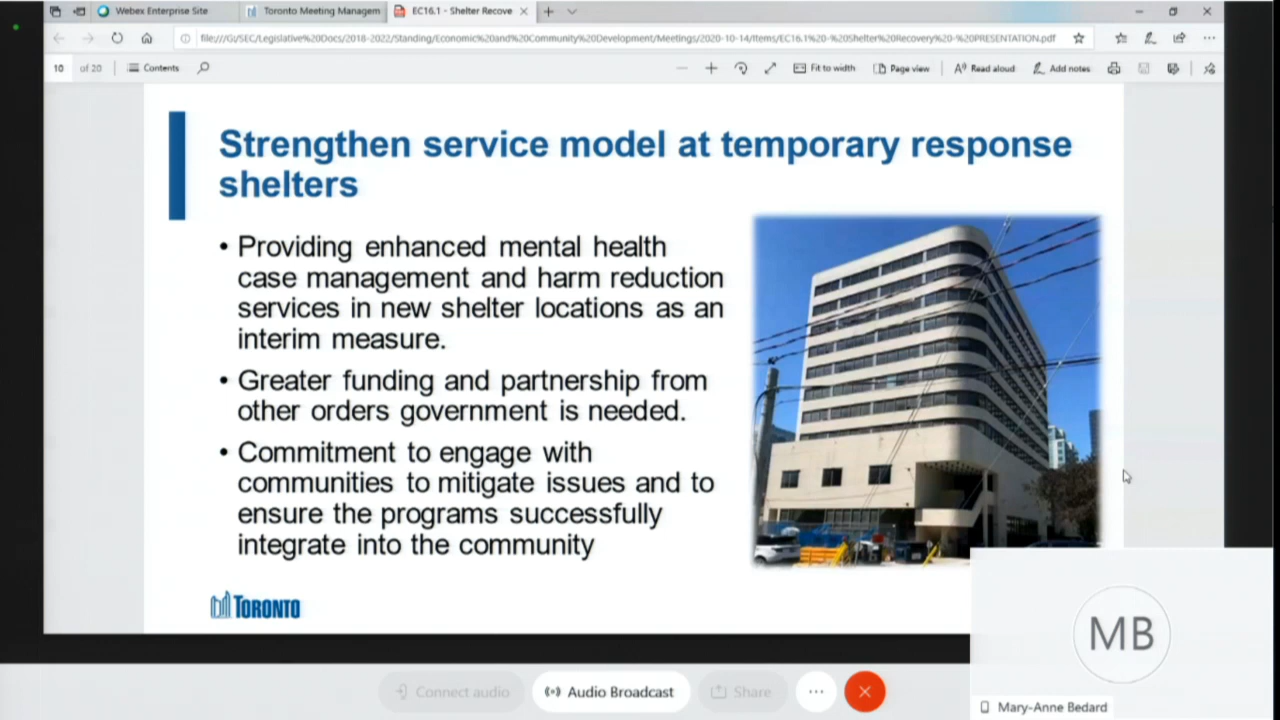 Webex Enterprise Site
Toronto Meeting Managem
EC16.1 - Shelter Recove
file:///G:/SEC/Legislative%20Docs/2018-2022/Standing/Economic%20and%20Community%20Development/Meetings/2020-10-14/Items/EC16.1%20-%20Shelter%20Recovery%20-%20PRESENTATION.pdf
10 of 20 Contents Fit to width Page view Read aloud Add notes
Strengthen service model at temporary response
shelters
• Providing enhanced mental health
case management and harm reduction
services in new shelter locations as an
interim measure.
• Greater funding and partnership from
other orders government is needed.
• Commitment to engage with
communities to mitigate issues and to
ensure the programs successfully
integrate into the community
TORONTO
MB
Mary-Anne Bedard
Connect audio
Audio Broadcast
Share